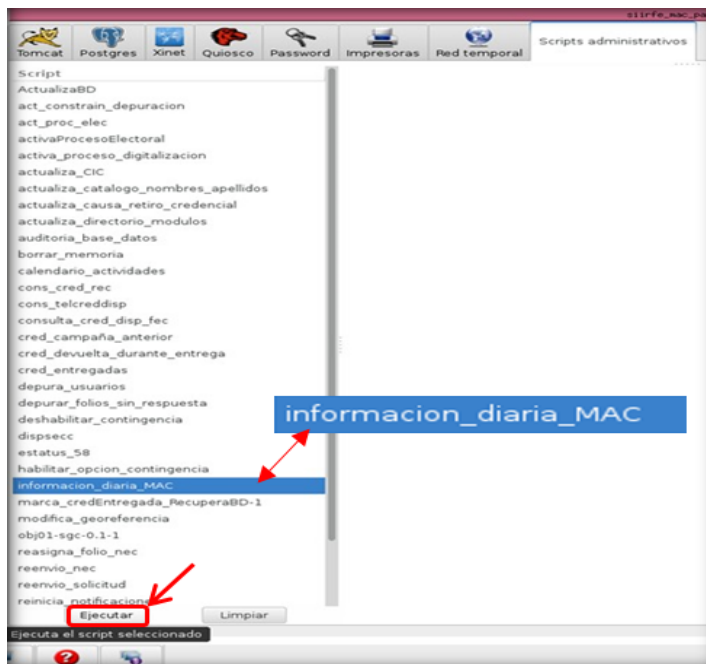 siirfe_mac_pa
Tomcat Postgres Xinet Quiosco Password Impresoras Red temporal Scripts administrativos
Script
ActualizaBD
act_constrain_depuracion
act_proc_elec
activaProcesoElectoral
activa_proceso_digitalizacion
actualiza_CIC
actualiza_catalogo_nombres_apellidos
actualiza_causa_retiro_credencial
actualiza_directorio_modulos
auditoria_base_datos
borrar_memoria
calendario_actividades
cons_cred_rec
cons_telcreddisp
consulta_cred_disp_fec
cred_campaña_anterior
cred_devuelta_durante_entrega
cred_entregadas
depura_usuarios
depurar_folios_sin_respuesta
deshabilitar_contingencia
informacion_diaria_MAC
dispsecc
estatus_58
habilitar_opcion_contingencia
informacion_diaria_MAC
marca_credEntregada_RecuperaBD-1
modifica_georeferencia
obj01-sgc-0.1-1
reasigna_folio_nec
reenvio_nec
reenvio_solicitud
reinicia_notificacione
Ejecutar Limpiar
Ejecuta el script seleccionado